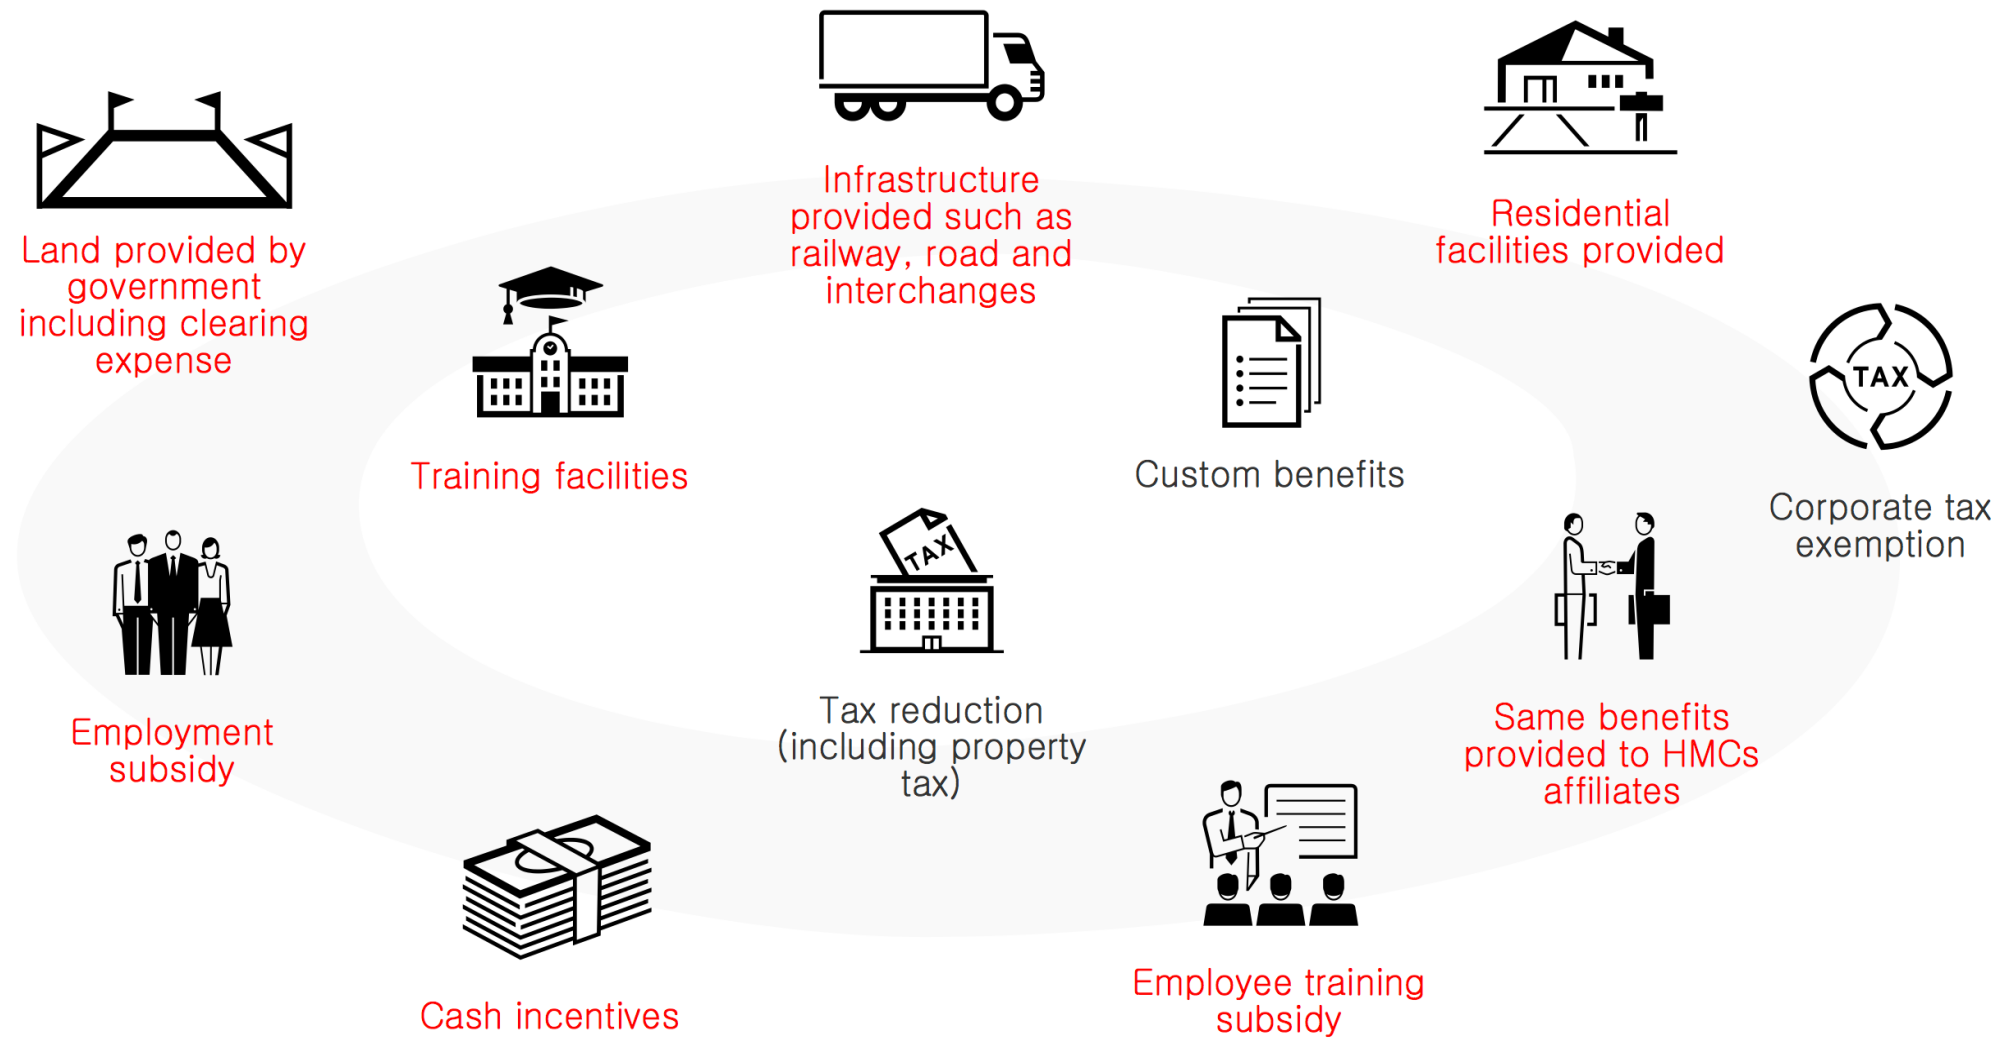 Infrastructure
provided such as
railway, road and
interchanges
Residential
facilities provided
Land provided by
government
including clearing
expense
Training facilities
Custom benefits
TAX
Corporate tax
exemption
TAX
Tax reduction
(including property
tax)
Employment
subsidy
Same benefits
provided to HMCs
affiliates
Cash incentives
Employee training
subsidy